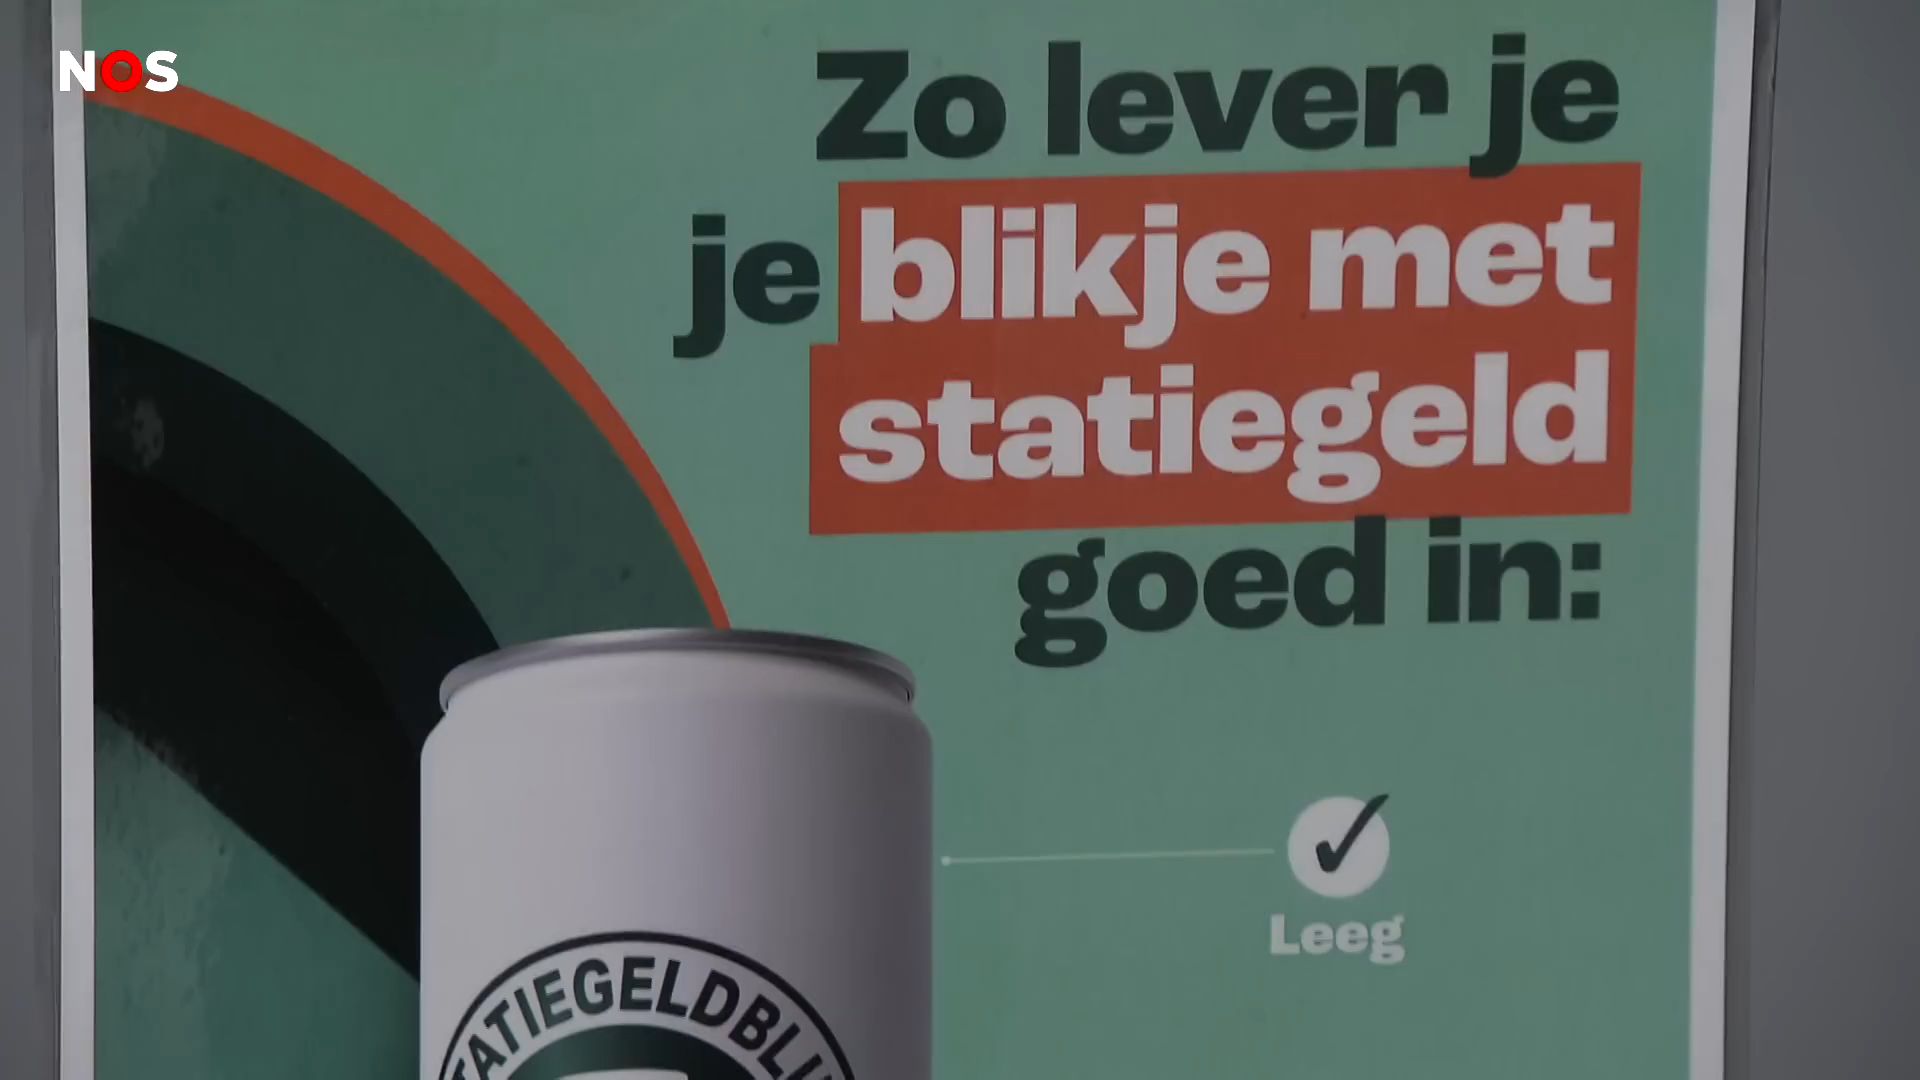 NOS
Zo lever je
je blikje met
statiegeld
goed in:
Leeg
TATIEGELDBLI